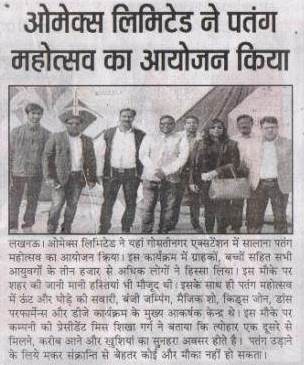 ओमेक्स लिमिटेड ने पतंग
महोत्सव का आयोजन किया
लखनऊ। ओमेक्स लिमिटेड ने यहाँ गोमतीनगर एक्सटेंशन में सालाना पतंग
महोत्सव का आयोजन किया। इस कार्यक्रम में ग्राहकों, बच्चों सहित सभी
आयुवर्गो के तीन हजार से अधिक लोगों ने हिस्सा लिया। इस मौके पर
शहर की जानी मानी हस्तियां भी मौजूद थी। इसके साथ ही पतंग महोत्सव
में ऊंट और घोड़े की सवारी, बंजी जम्पिंग, मैजिक शो, किड्स जोन, डांस
परफार्मेन्स और डीजे कार्यक्रम के मुख्य आकर्षक केन्द्र थे। इस मौके पर
कम्पनी को प्रेसीडेंट मिस शिखा गर्ग ने बताया कि त्योहार एक दूसरे से
मिलने, करीब आने और खुशियों का सुनहरा अवसर होते है। पतंग उड़ाने
के लिये मकर संक्रान्ति से बेहतर कोई और मौका नहीं हो सकता।